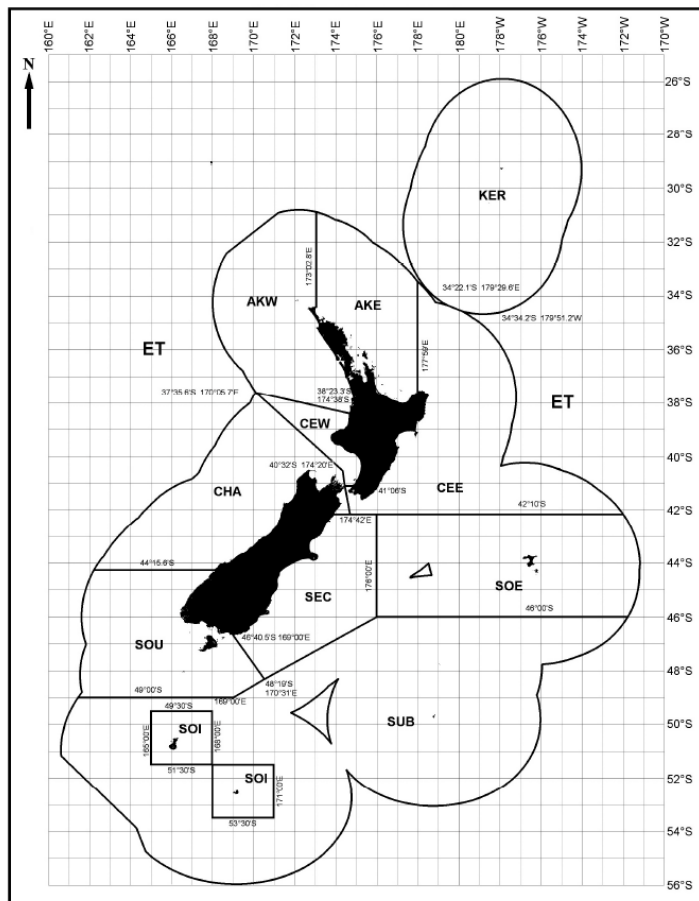 160°E
162°E
164°E
166°E
168°E
170°E
172°E
174°E
176°E
178°E
180°E
178°W
176°W
174°W
172°W
170°W
N
26°S
28°S
30°S
KER
32°S
173°02.8'E
34°22.1'S 179°29.6'E
34°S
AKW
AKE
34°34.2'S 179°51.2'W
ET
177°59'E
36°S
37°35.6'S 170°05.7'E
38°23.3'S
174°38'S
ET
38°S
CEW
40°S
40°32'S 174°20'E
CHA
41°06'S
CEE
42°10'S
42°S
174°42'E
44°15.6'S
176°00'E
44°S
SEC
SOE
46°00'S
46°S
46°40.5'S 169°00'E
SOU
48°S
48°19'S
170°31'E
49°00'S
169°00'E
49°30'S
165°00'E
SOI
168°00'E
SUB
50°S
51°30'S
SOI
171°00'E
52°S
53°30'S
54°S
56°S